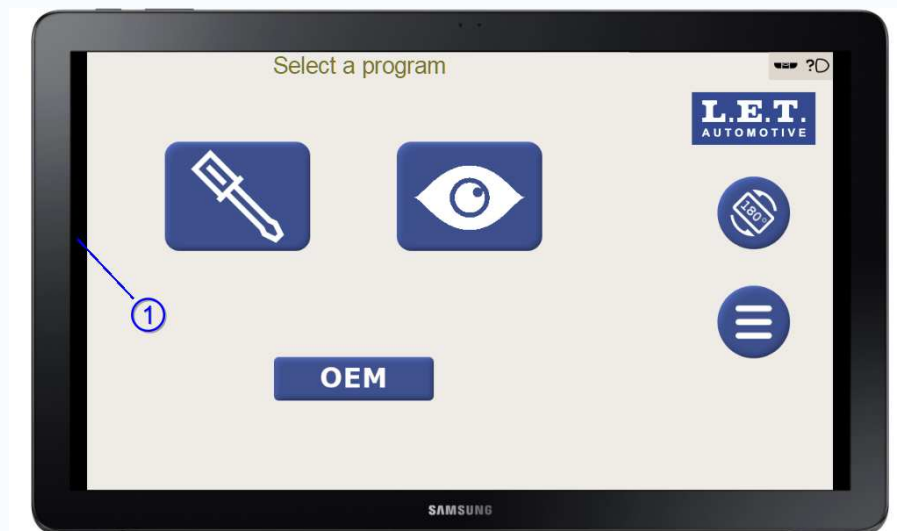 Select a program
?
L.E.T.
AUTOMOTIVE
180°
1
OEM
SAMSUNG